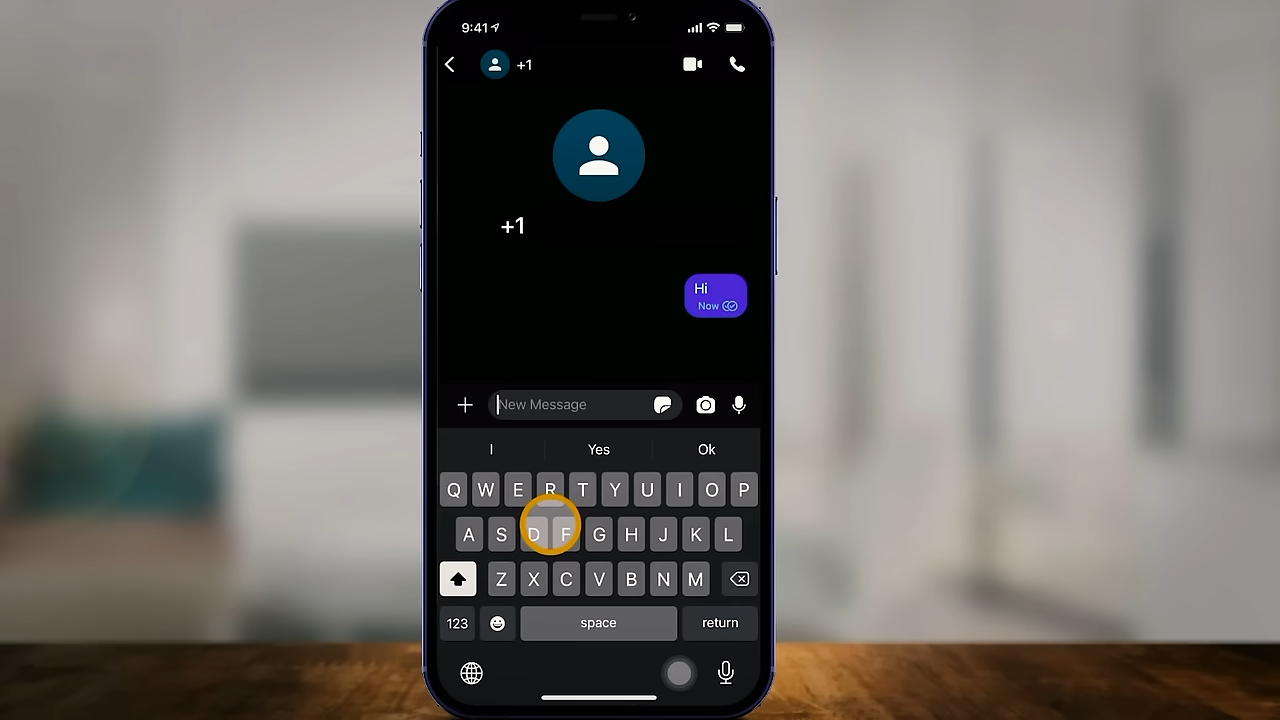 9:41
+1
+1
Hi
Now
New Message
I Yes Ok
Q W E R T Y U I O P
A S D F G H J K L
Z X C V B N M
123 space return